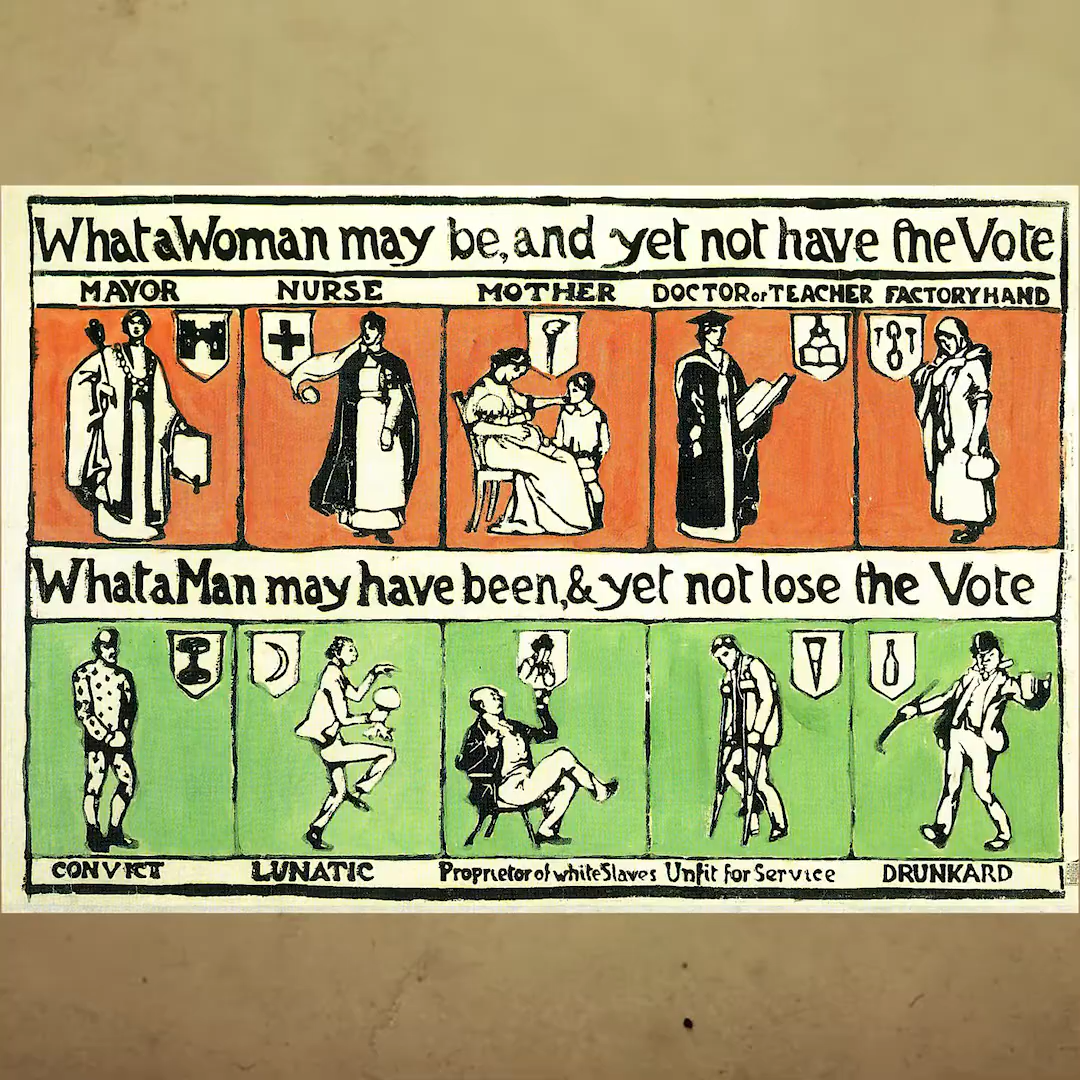 What a Woman may be, and yet not have the Vote
MAYOR NURSE MOTHER DOCTOR or TEACHER FACTORY HAND
What a Man may have been, & yet not lose the Vote
CONVICT LUNATIC Proprietor of white Slaves Unfit for Service DRUNKARD